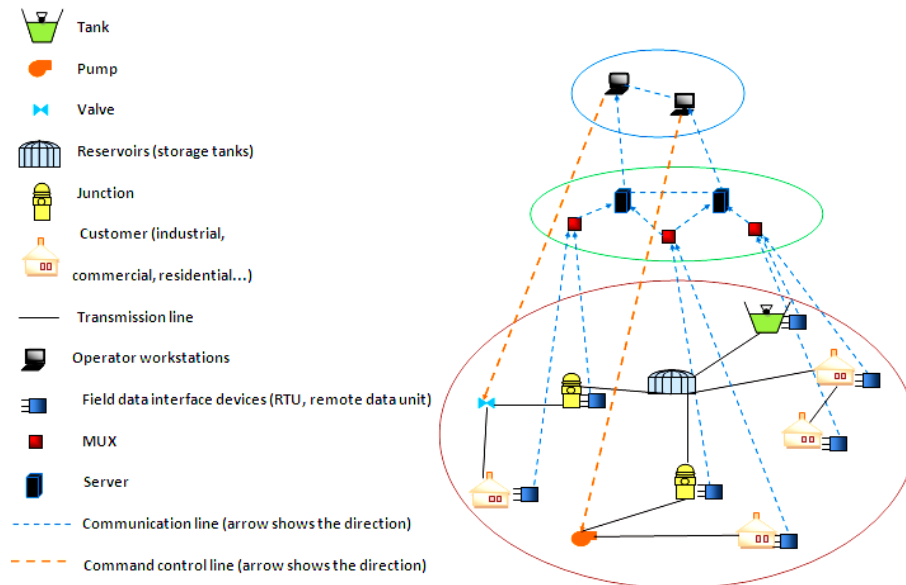 Tank
Pump
Valve
Reservoirs (storage tanks)
Junction
Customer (industrial,
commercial, residential...)
Transmission line
Operator workstations
Field data interface devices (RTU, remote data unit)
MUX
Server
Communication line (arrow shows the direction)
Command control line (arrow shows the direction)